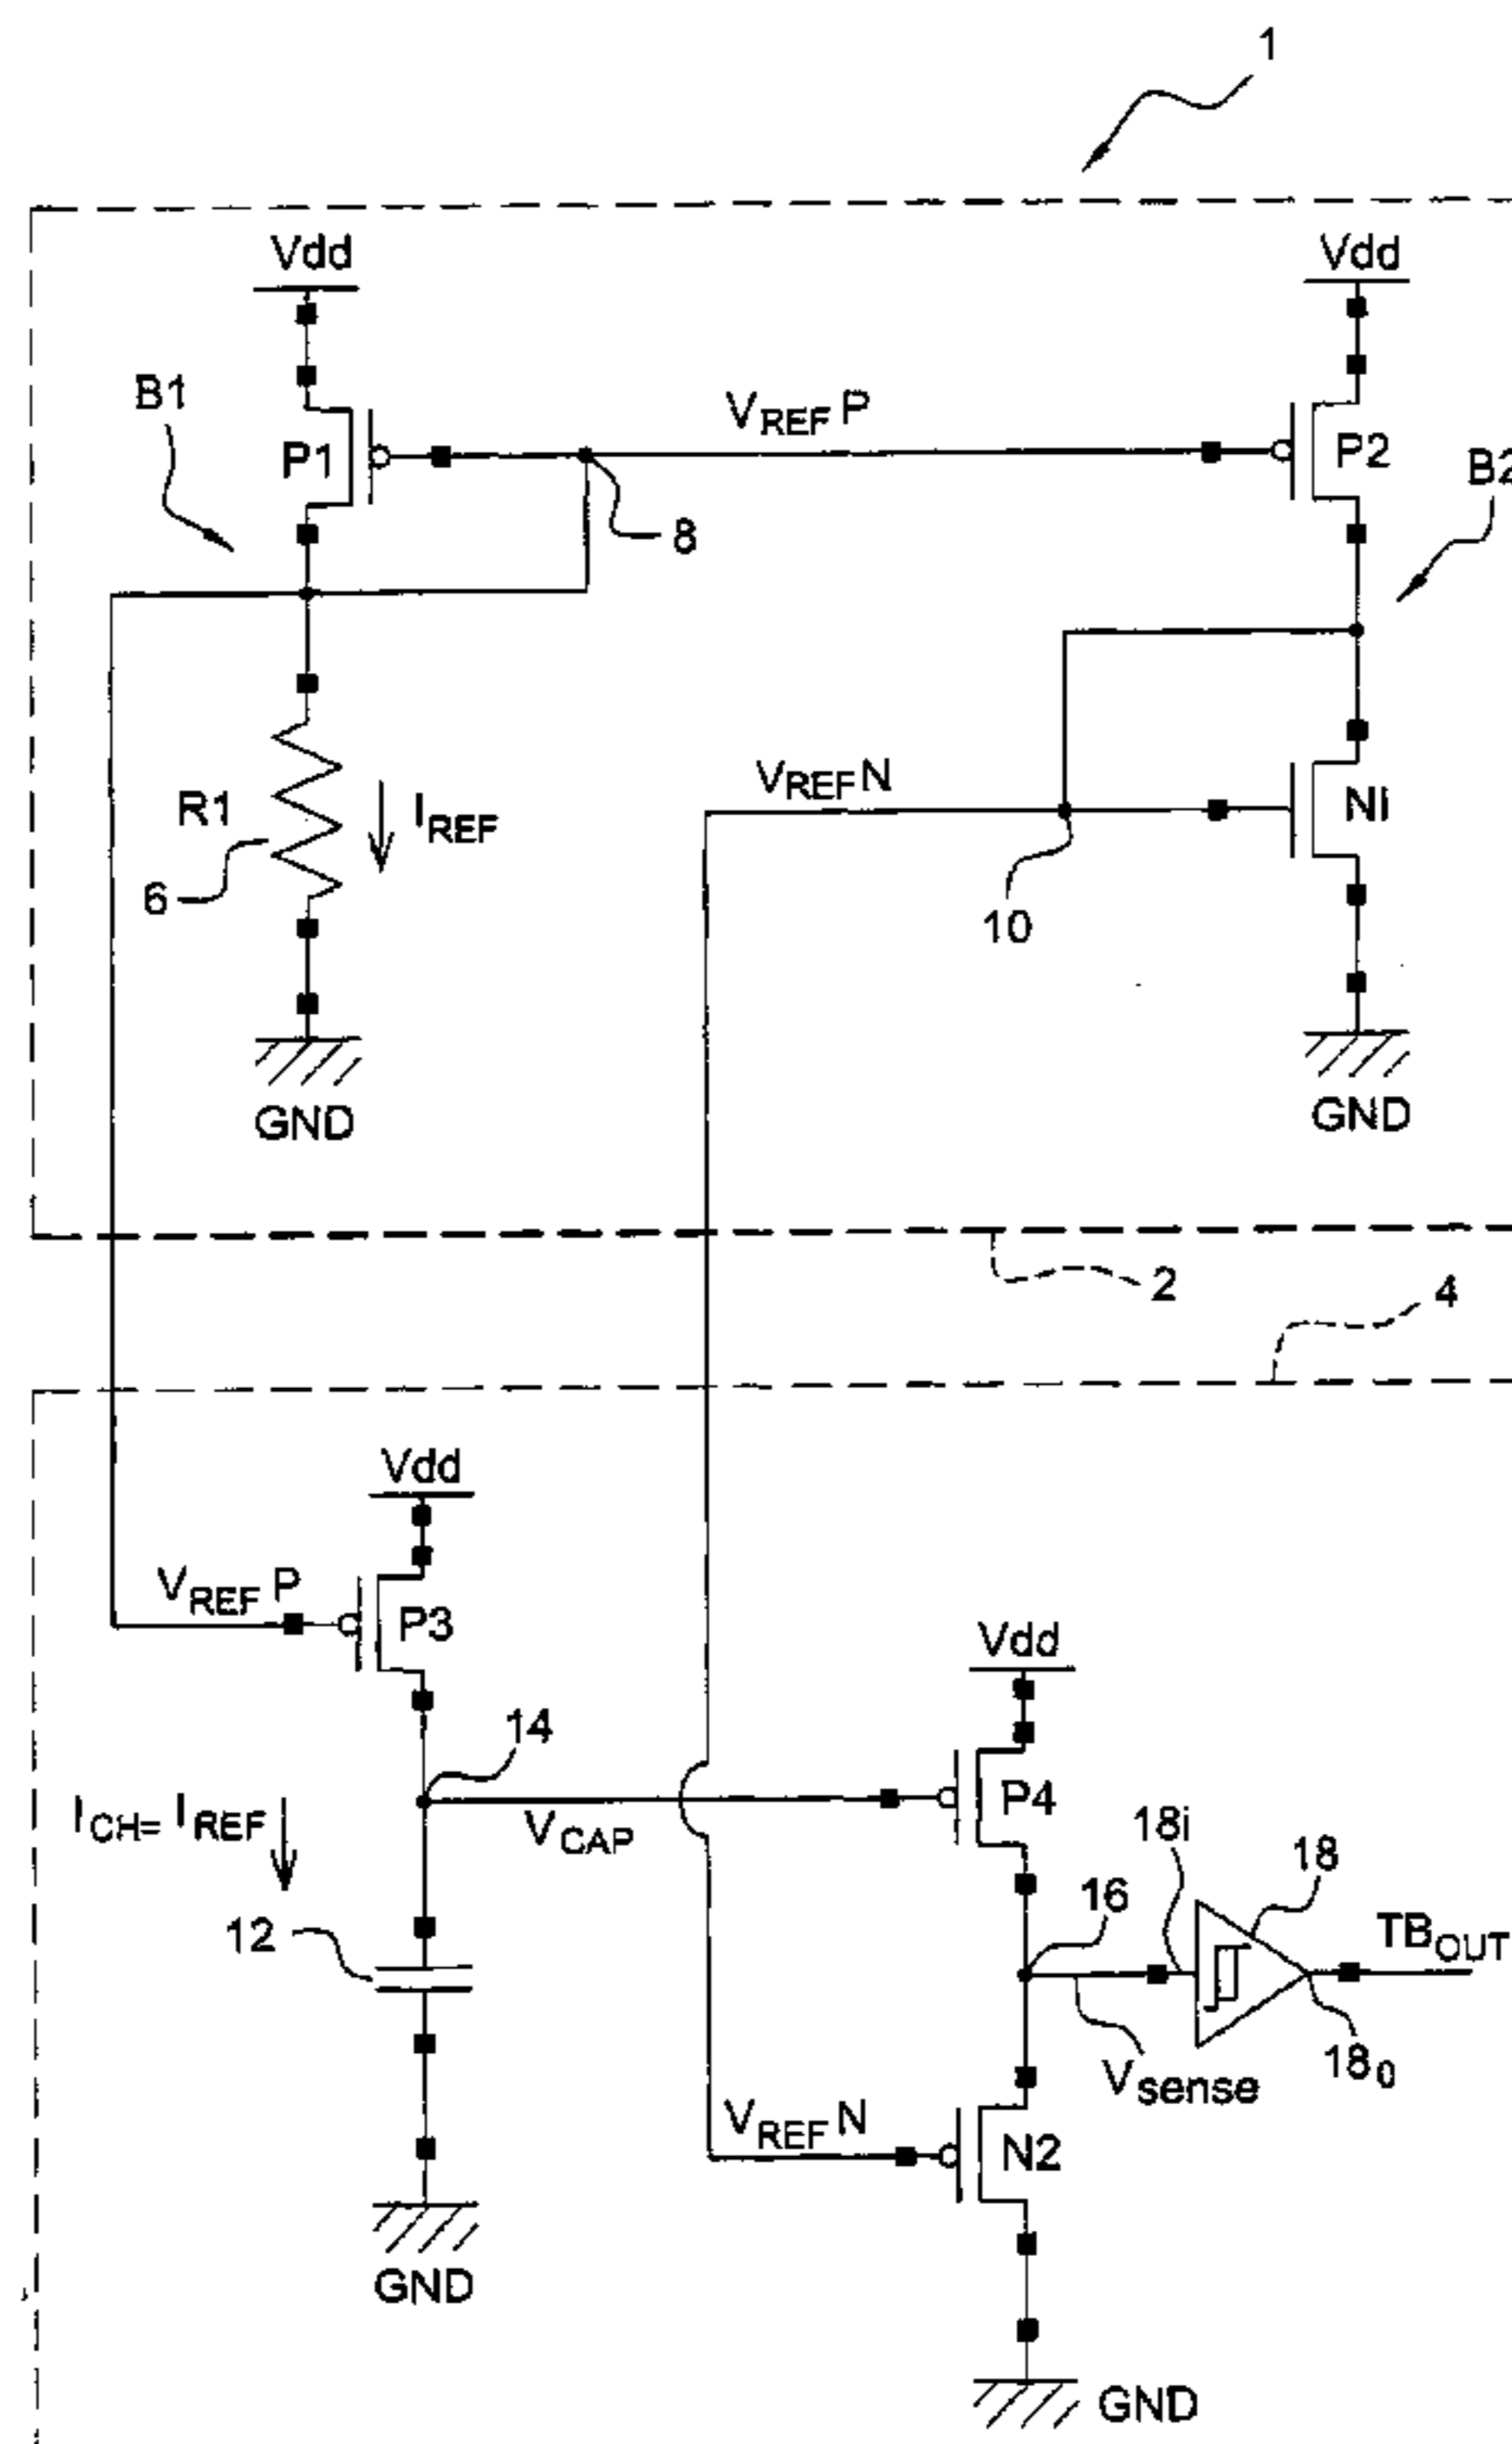 1
Vdd
Vdd
B1
P1
VREF P
P2
B2
8
R1
IREF
VREF N
N1
6
10
GND
GND
2
4
Vdd
VREF P
P3
Vdd
14
P4
ICH= IREF
VCAP
18i
18
12
16
TBOUT
Vsense
180
VREF N
N2
GND
GND